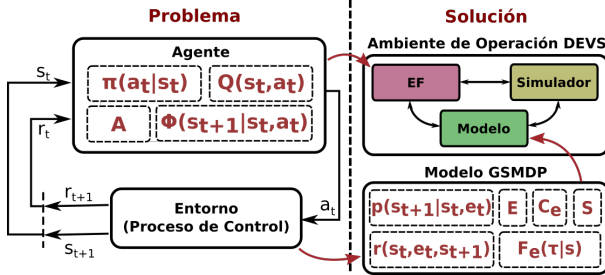 Problema
Agente
π(at|st)
Q(st,at)
A
Φ(st+1|st,at)
st
rt
rt+1
st+1
at
Entorno
(Proceso de Control)
Solución
Ambiente de Operación DEVS
EF
Simulador
Modelo
Modelo GSMDP
p(st+1|st,et)
E
Ce
S
r(st,et,st+1)
Fe(τ|s)